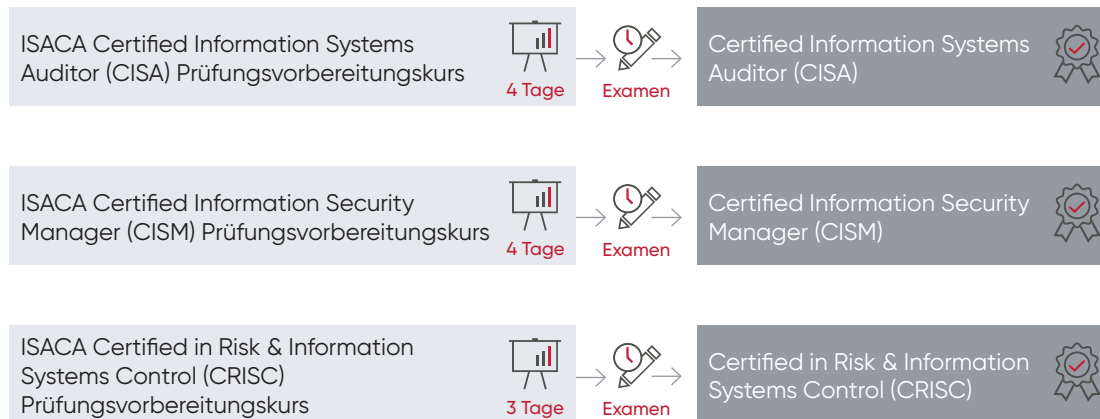 ISACA Certified Information Systems
Auditor (CISA) Prüfungsvorbereitungskurs
4 Tage
Examen
Certified Information Systems
Auditor (CISA)
ISACA Certified Information Security
Manager (CISM) Prüfungsvorbereitungskurs
4 Tage
Examen
Certified Information Security
Manager (CISM)
ISACA Certified in Risk & Information
Systems Control (CRISC)
Prüfungsvorbereitungskurs
3 Tage
Examen
Certified in Risk & Information
Systems Control (CRISC)